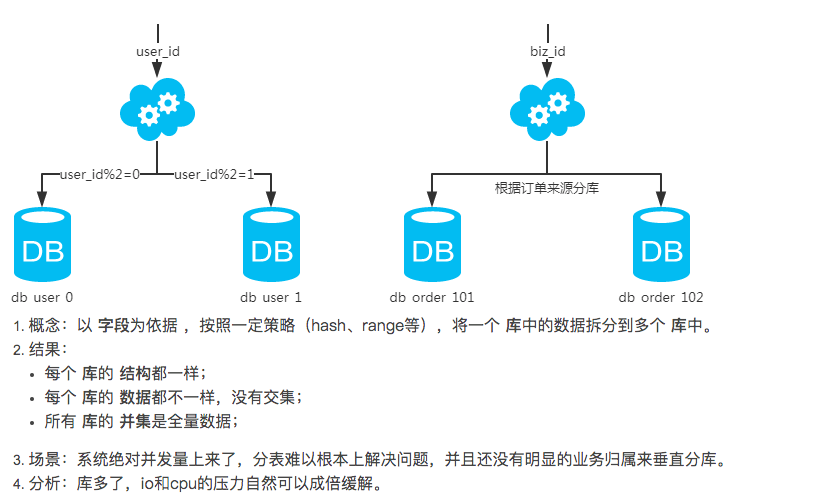 user_id biz_id
user_id%2=0 user_id%2=1 根据订单来源分库
DB DB DB DB
db user 0 db user 1 db order 101 db order 102
1. 概念：以 字段为依据 ，按照一定策略（hash、range等），将一个 库中的数据拆分到多个 库中。
2. 结果：
• 每个 库的 结构都一样；
• 每个 库的 数据都不一样，没有交集；
• 所有 库的 并集是全量数据；
3. 场景：系统绝对并发量上来了，分表难以根本上解决问题，并且还没有明显的业务归属来垂直分库。
4. 分析：库多了，io和cpu的压力自然可以成倍缓解。